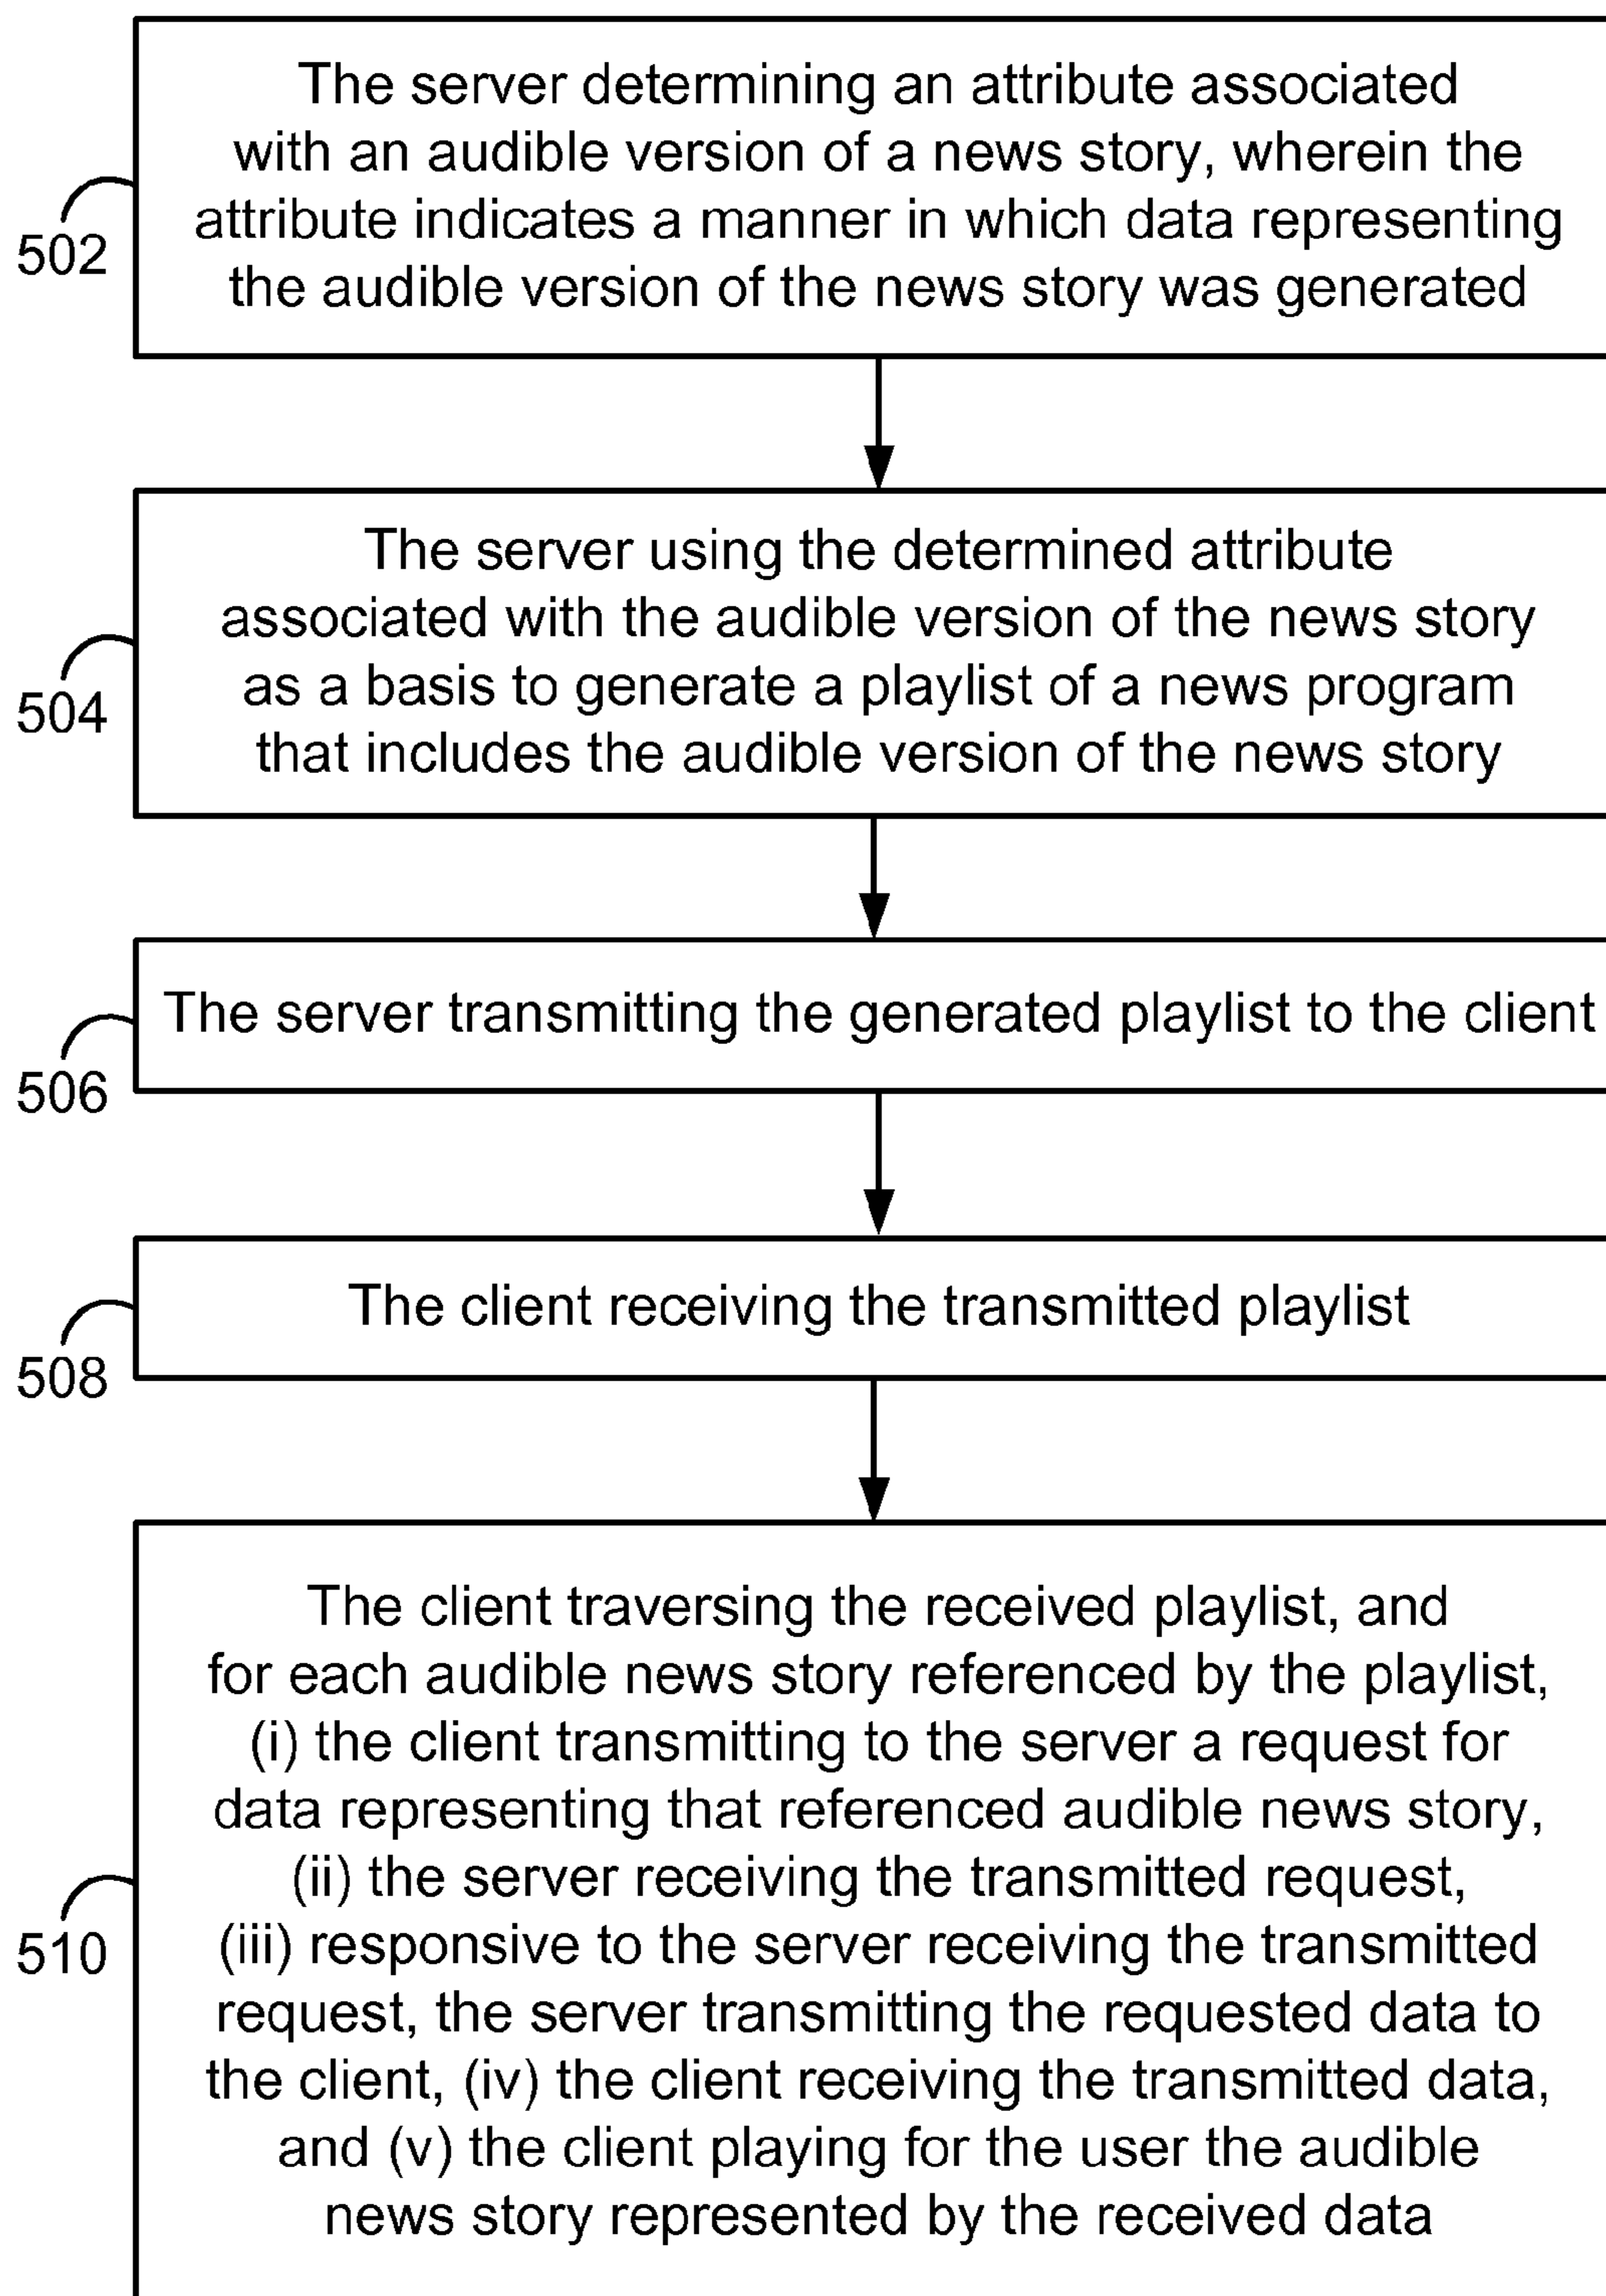 The server determining an attribute associated
with an audible version of a news story, wherein the
attribute indicates a manner in which data representing
the audible version of the news story was generated
502
The server using the determined attribute
associated with the audible version of the news story
as a basis to generate a playlist of a news program
that includes the audible version of the news story
504
The server transmitting the generated playlist to the client
506
The client receiving the transmitted playlist
508
The client traversing the received playlist, and
for each audible news story referenced by the playlist,
(i) the client transmitting to the server a request for
data representing that referenced audible news story,
(ii) the server receiving the transmitted request,
(iii) responsive to the server receiving the transmitted
request, the server transmitting the requested data to
the client, (iv) the client receiving the transmitted data,
and (v) the client playing for the user the audible
news story represented by the received data
510